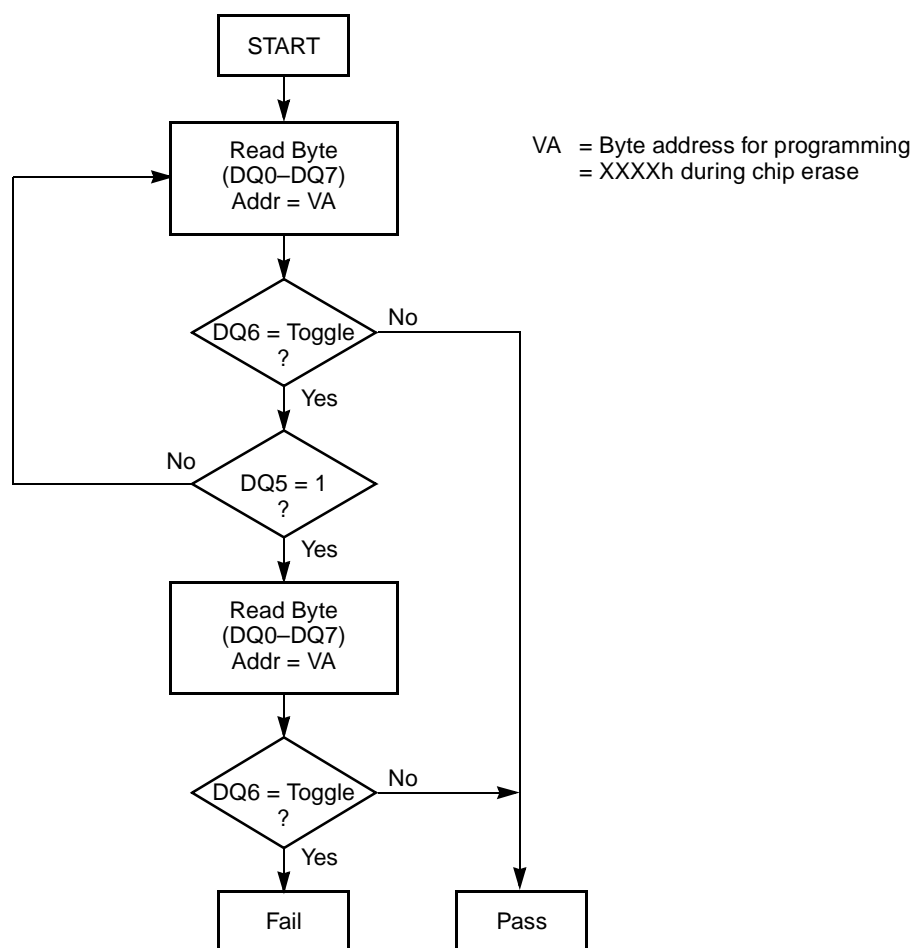 START
Read Byte
(DQ0–DQ7)
Addr = VA
VA = Byte address for programming
= XXXXh during chip erase
DQ6 = Toggle
?
No
Yes
No
DQ5 = 1
?
Yes
Read Byte
(DQ0–DQ7)
Addr = VA
DQ6 = Toggle
?
No
Yes
Fail
Pass